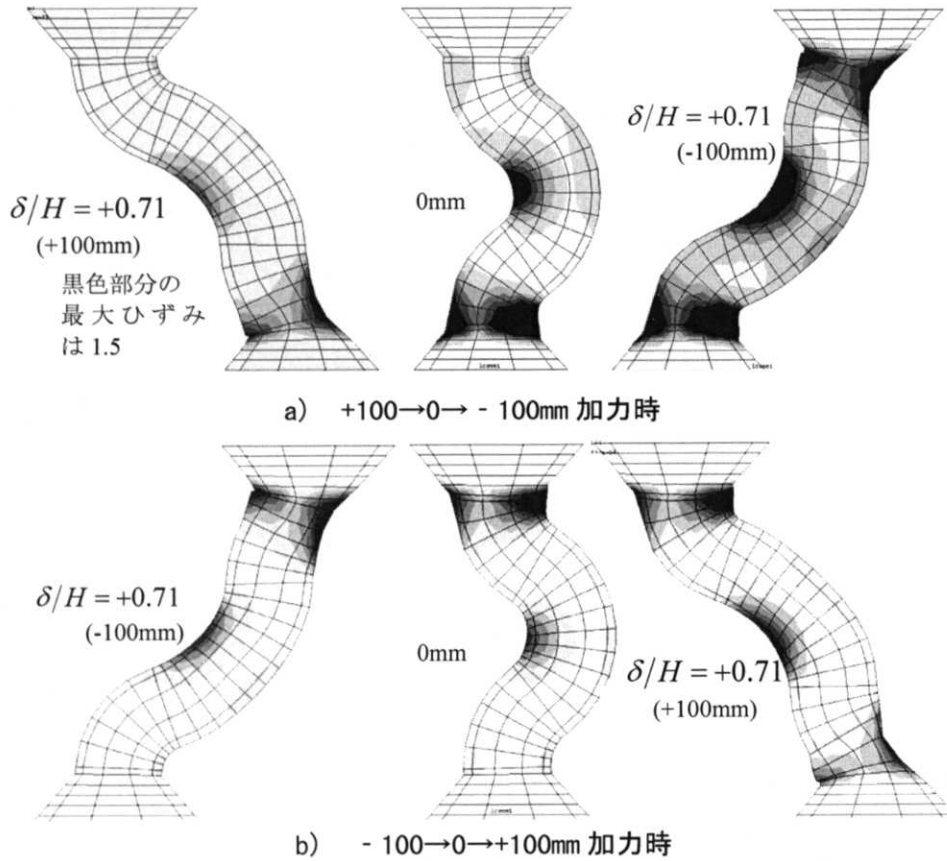 δ/H = +0.71
(+100mm)
黒色部分の
最大ひずみ
は 1.5
0mm
δ/H = +0.71
(-100mm)
a) +100→0→ - 100mm 加力時
δ/H = +0.71
(-100mm)
0mm
δ/H = +0.71
(+100mm)
b) - 100→0→+100mm 加力時